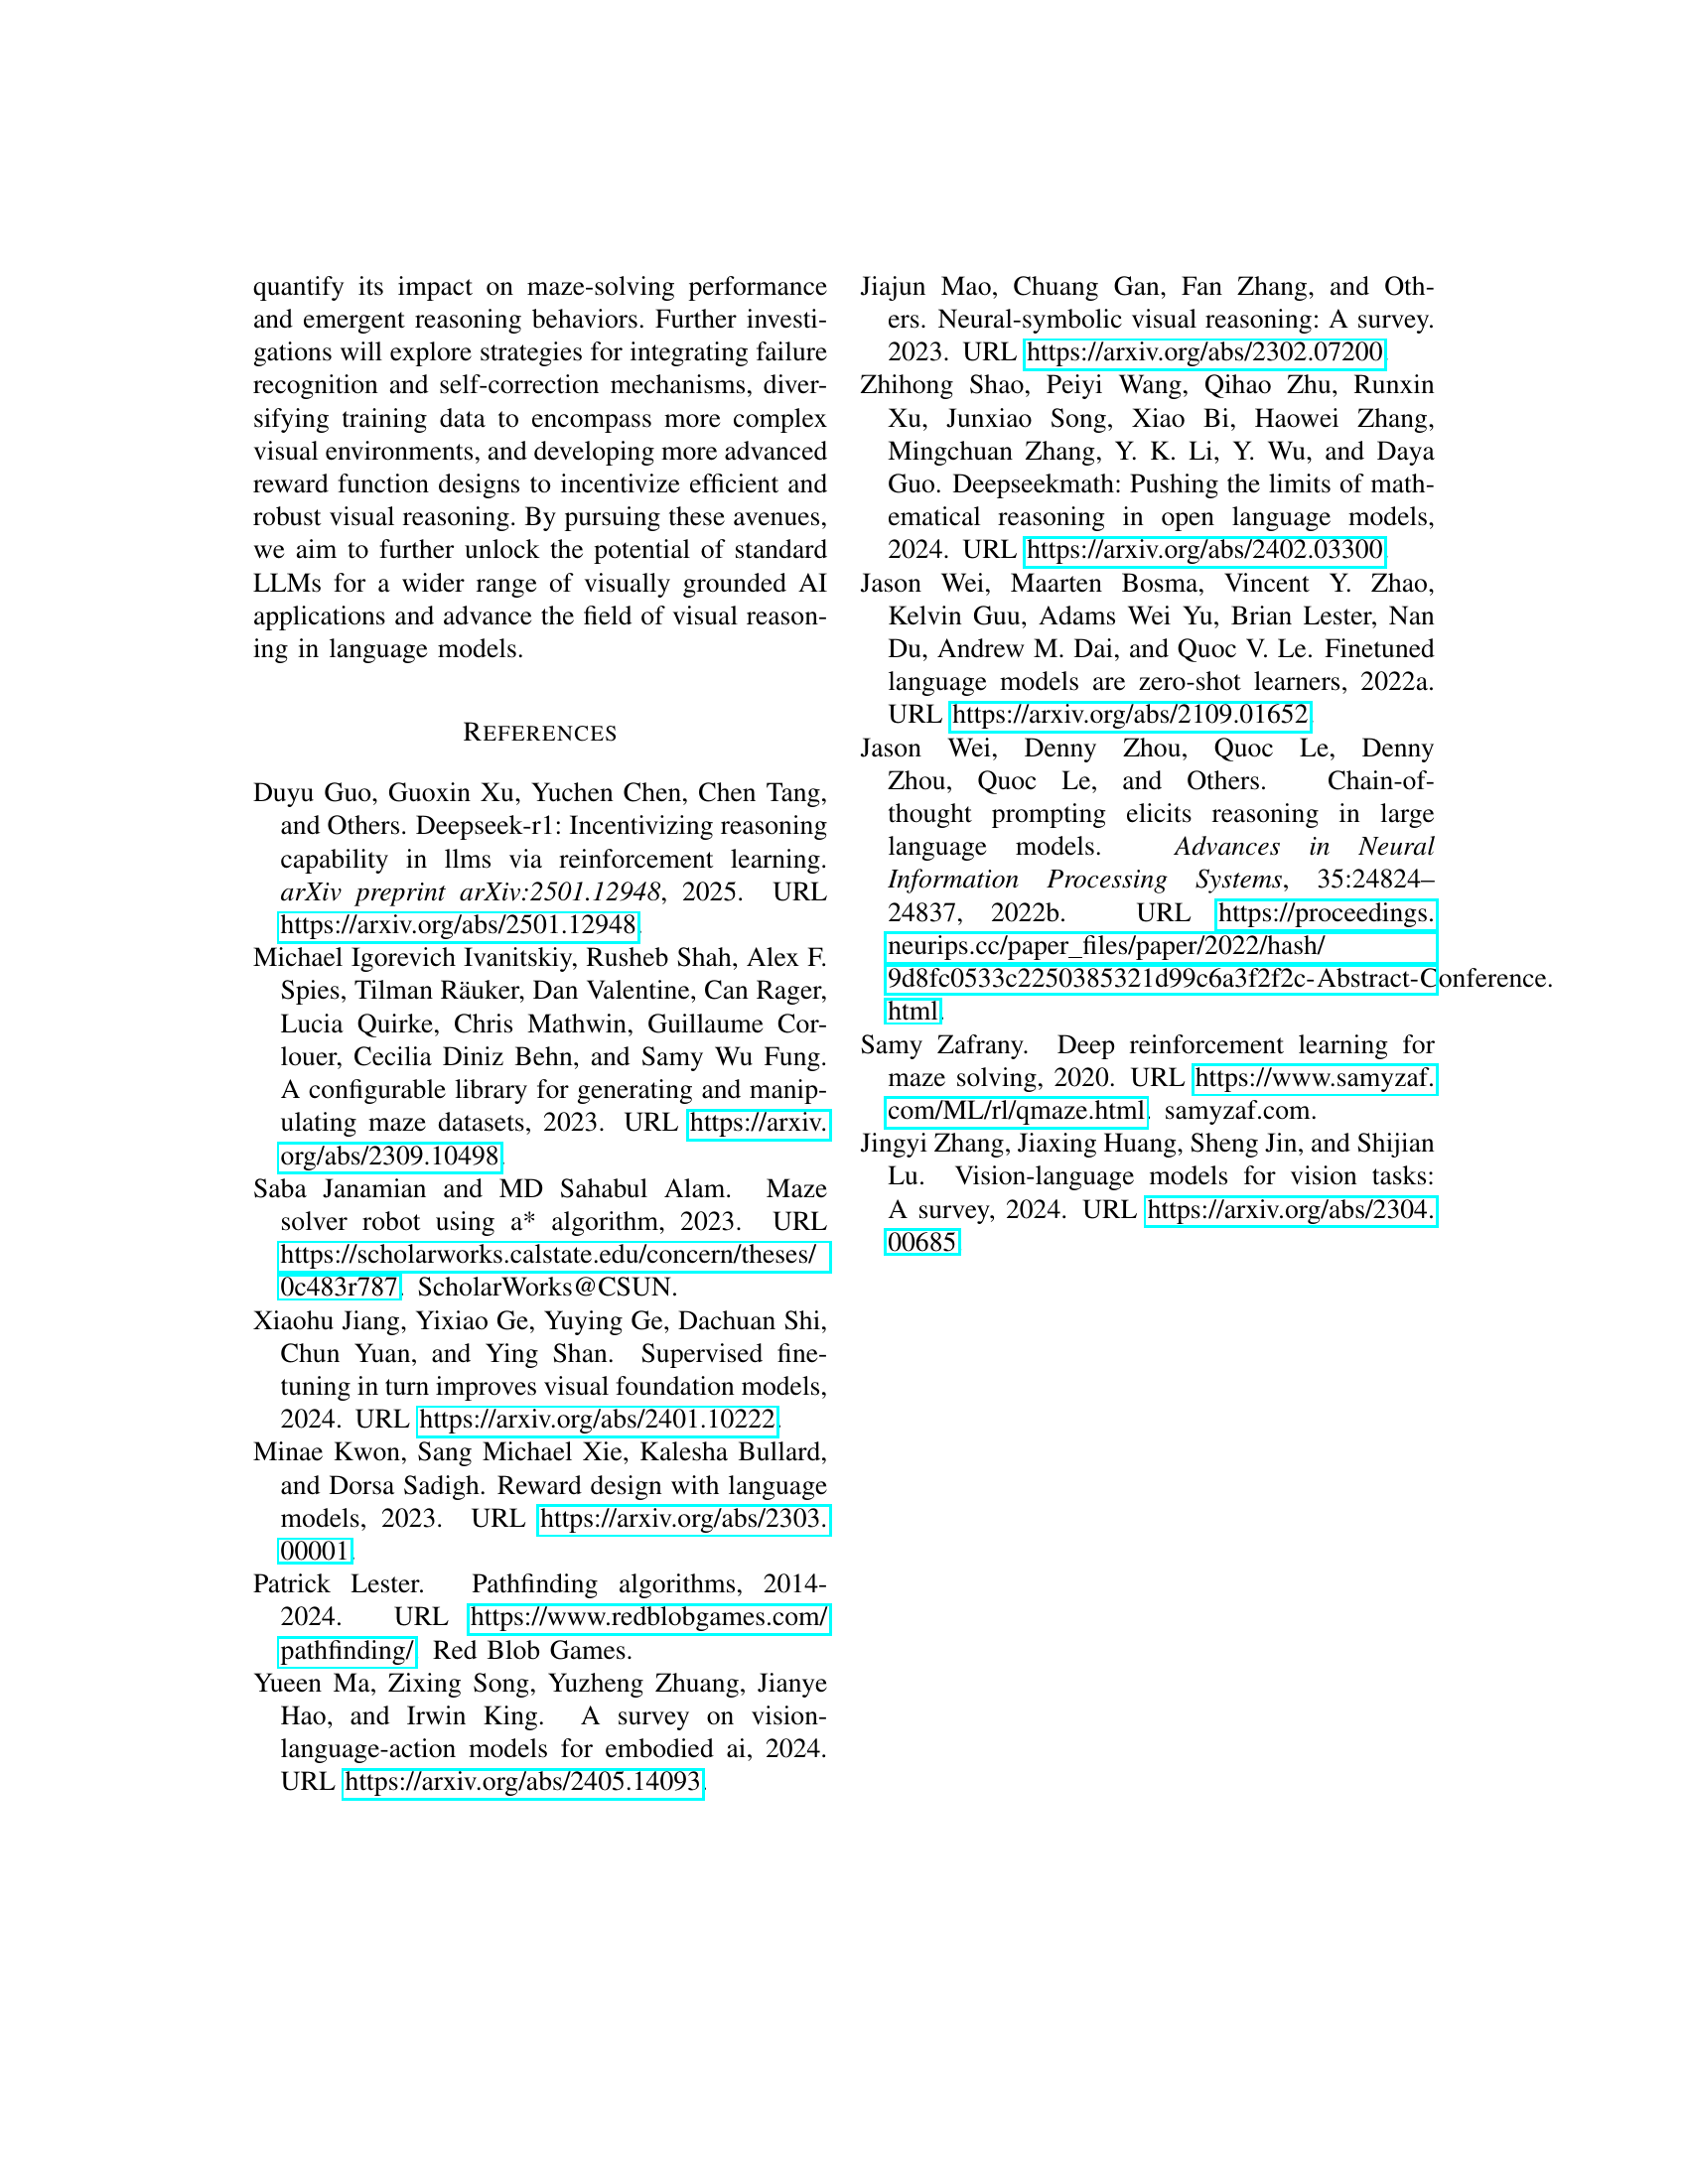 quantify its impact on maze-solving performance
and emergent reasoning behaviors. Further investi-
gations will explore strategies for integrating failure
recognition and self-correction mechanisms, diver-
sifying training data to encompass more complex
visual environments, and developing more advanced
reward function designs to incentivize efficient and
robust visual reasoning. By pursuing these avenues,
we aim to further unlock the potential of standard
LLMs for a wider range of visually grounded AI
applications and advance the field of visual reason-
ing in language models.
REFERENCES
Duyu Guo, Guoxin Xu, Yuchen Chen, Chen Tang,
and Others. Deepseek-r1: Incentivizing reasoning
capability in llms via reinforcement learning.
arXiv preprint arXiv:2501.12948, 2025. URL
https://arxiv.org/abs/2501.12948.
Michael Igorevich Ivanitskiy, Rusheb Shah, Alex F.
Spies, Tilman Räuker, Dan Valentine, Can Rager,
Lucia Quirke, Chris Mathwin, Guillaume Cor-
louer, Cecilia Diniz Behn, and Samy Wu Fung.
A configurable library for generating and manip-
ulating maze datasets, 2023. URL https://arxiv.
org/abs/2309.10498.
Saba Janamian and MD Sahabul Alam. Maze
solver robot using a* algorithm, 2023. URL
https://scholarworks.calstate.edu/concern/theses/
0c483r787. ScholarWorks@CSUN.
Xiaohu Jiang, Yixiao Ge, Yuying Ge, Dachuan Shi,
Chun Yuan, and Ying Shan. Supervised fine-
tuning in turn improves visual foundation models,
2024. URL https://arxiv.org/abs/2401.10222.
Minae Kwon, Sang Michael Xie, Kalesha Bullard,
and Dorsa Sadigh. Reward design with language
models, 2023. URL https://arxiv.org/abs/2303.
00001.
Patrick Lester. Pathfinding algorithms, 2014-
2024. URL https://www.redblobgames.com/
pathfinding/. Red Blob Games.
Yueen Ma, Zixing Song, Yuzheng Zhuang, Jianye
Hao, and Irwin King. A survey on vision-
language-action models for embodied ai, 2024.
URL https://arxiv.org/abs/2405.14093.
Jiajun Mao, Chuang Gan, Fan Zhang, and Oth-
ers. Neural-symbolic visual reasoning: A survey.
2023. URL https://arxiv.org/abs/2302.07200.
Zhihong Shao, Peiyi Wang, Qihao Zhu, Runxin
Xu, Junxiao Song, Xiao Bi, Haowei Zhang,
Mingchuan Zhang, Y. K. Li, Y. Wu, and Daya
Guo. Deepseekmath: Pushing the limits of math-
ematical reasoning in open language models,
2024. URL https://arxiv.org/abs/2402.03300.
Jason Wei, Maarten Bosma, Vincent Y. Zhao,
Kelvin Guu, Adams Wei Yu, Brian Lester, Nan
Du, Andrew M. Dai, and Quoc V. Le. Finetuned
language models are zero-shot learners, 2022a.
URL https://arxiv.org/abs/2109.01652.
Jason Wei, Denny Zhou, Quoc Le, Denny
Zhou, Quoc Le, and Others. Chain-of-
thought prompting elicits reasoning in large
language models. Advances in Neural
Information Processing Systems, 35:24824–
24837, 2022b. URL https://proceedings.
neurips.cc/paper_files/paper/2022/hash/
9d8fc0533c2250385321d99c6a3f2f2c-Abstract-Conference.
html.
Samy Zafrany. Deep reinforcement learning for
maze solving, 2020. URL https://www.samyzaf.
com/ML/rl/qmaze.html. samyzaf.com.
Jingyi Zhang, Jiaxing Huang, Sheng Jin, and Shijian
Lu. Vision-language models for vision tasks:
A survey, 2024. URL https://arxiv.org/abs/2304.
00685.